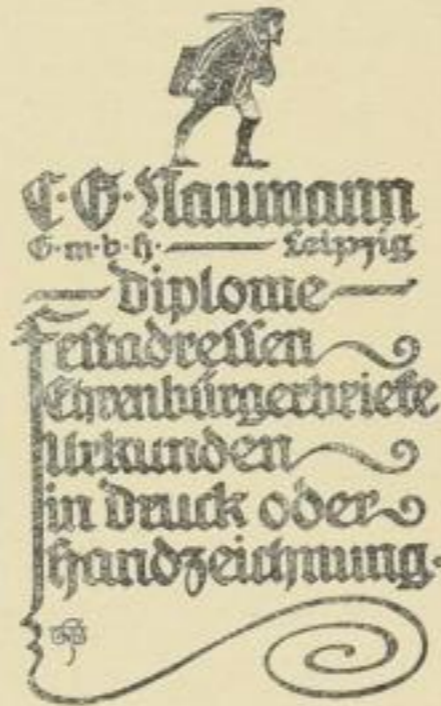 C·G·Naumann
G·m·b·H· Leipzig
Diplome
Festadressen
Ehrenbürgerbriefe
Urkunden
in Druck oder
Handzeichnung.